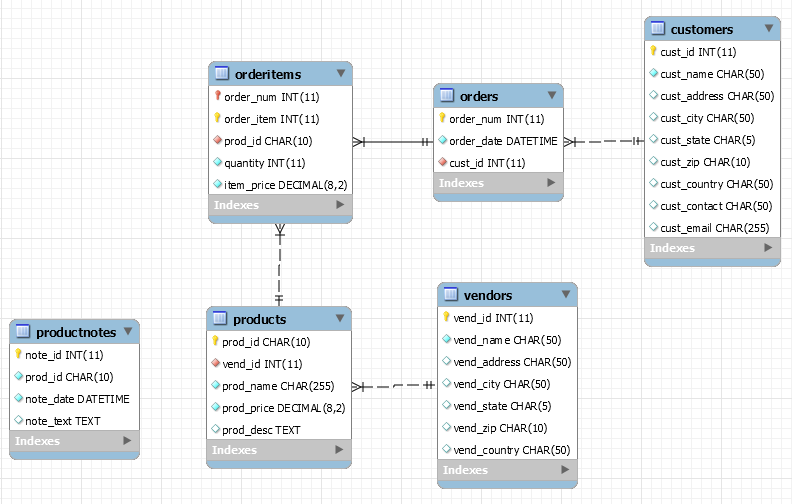 customers
cust_id INT(11)
cust_name CHAR(50)
cust_address CHAR(50)
cust_city CHAR(50)
cust_state CHAR(5)
cust_zip CHAR(10)
cust_country CHAR(50)
cust_contact CHAR(50)
cust_email CHAR(255)
Indexes
orderitems
order_num INT(11)
order_item INT(11)
prod_id CHAR(10)
quantity INT(11)
item_price DECIMAL(8,2)
Indexes
orders
order_num INT(11)
order_date DATETIME
cust_id INT(11)
Indexes
productnotes
note_id INT(11)
prod_id CHAR(10)
note_date DATETIME
note_text TEXT
Indexes
products
prod_id CHAR(10)
vend_id INT(11)
prod_name CHAR(255)
prod_price DECIMAL(8,2)
prod_desc TEXT
Indexes
vendors
vend_id INT(11)
vend_name CHAR(50)
vend_address CHAR(50)
vend_city CHAR(50)
vend_state CHAR(5)
vend_zip CHAR(10)
vend_country CHAR(50)
Indexes